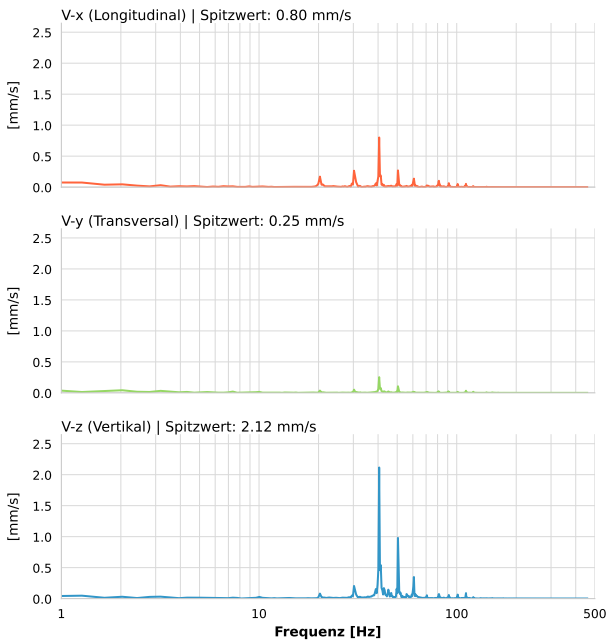 V-x (Longitudinal) | Spitzwert: 0.80 mm/s
2.5
2.0
1.5
1.0
0.5
0.0
[mm/s]
V-y (Transversal) | Spitzwert: 0.25 mm/s
2.5
2.0
1.5
1.0
0.5
0.0
[mm/s]
V-z (Vertikal) | Spitzwert: 2.12 mm/s
2.5
2.0
1.5
1.0
0.5
0.0
[mm/s]
1 10 100 500
Frequenz [Hz]